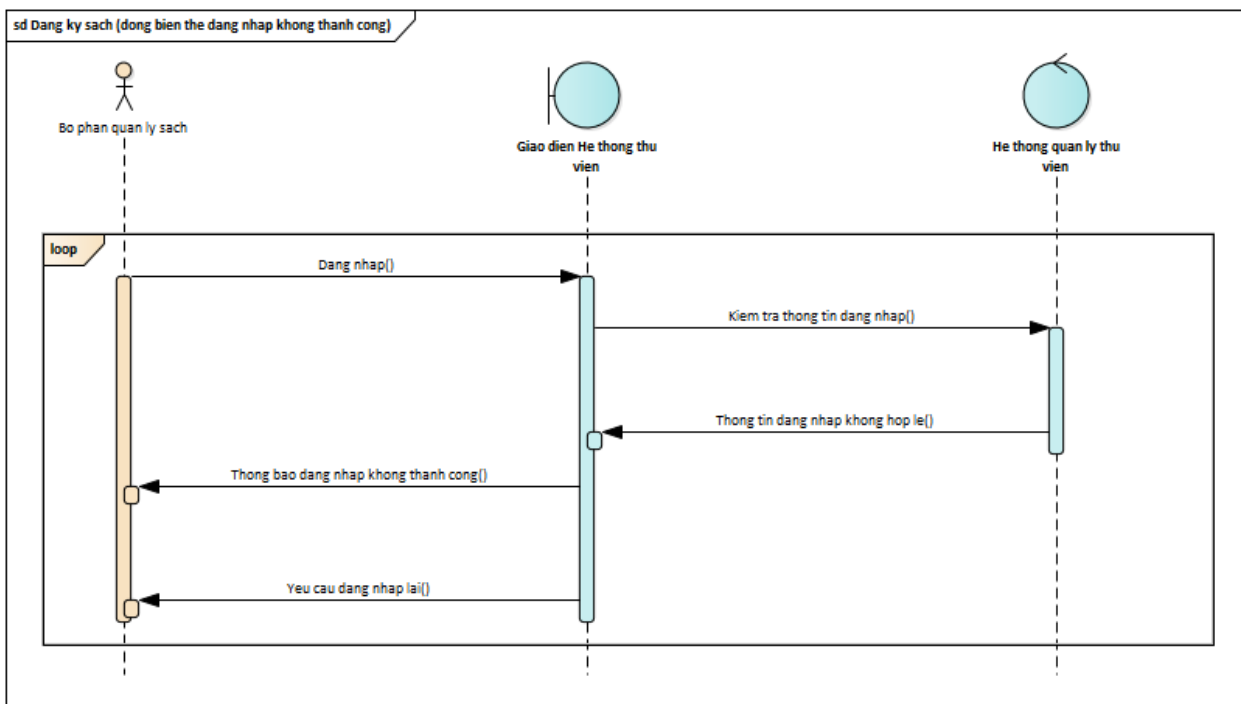 sd Dang ky sach (dong bien the dang nhap khong thanh cong)
Bo phan quan ly sach
Giao dien He thong thu
vien
He thong quan ly thu
vien
loop
Dang nhap()
Kiem tra thong tin dang nhap()
Thong tin dang nhap khong hop le()
Thong bao dang nhap khong thanh cong()
Yeu cau dang nhap lai()